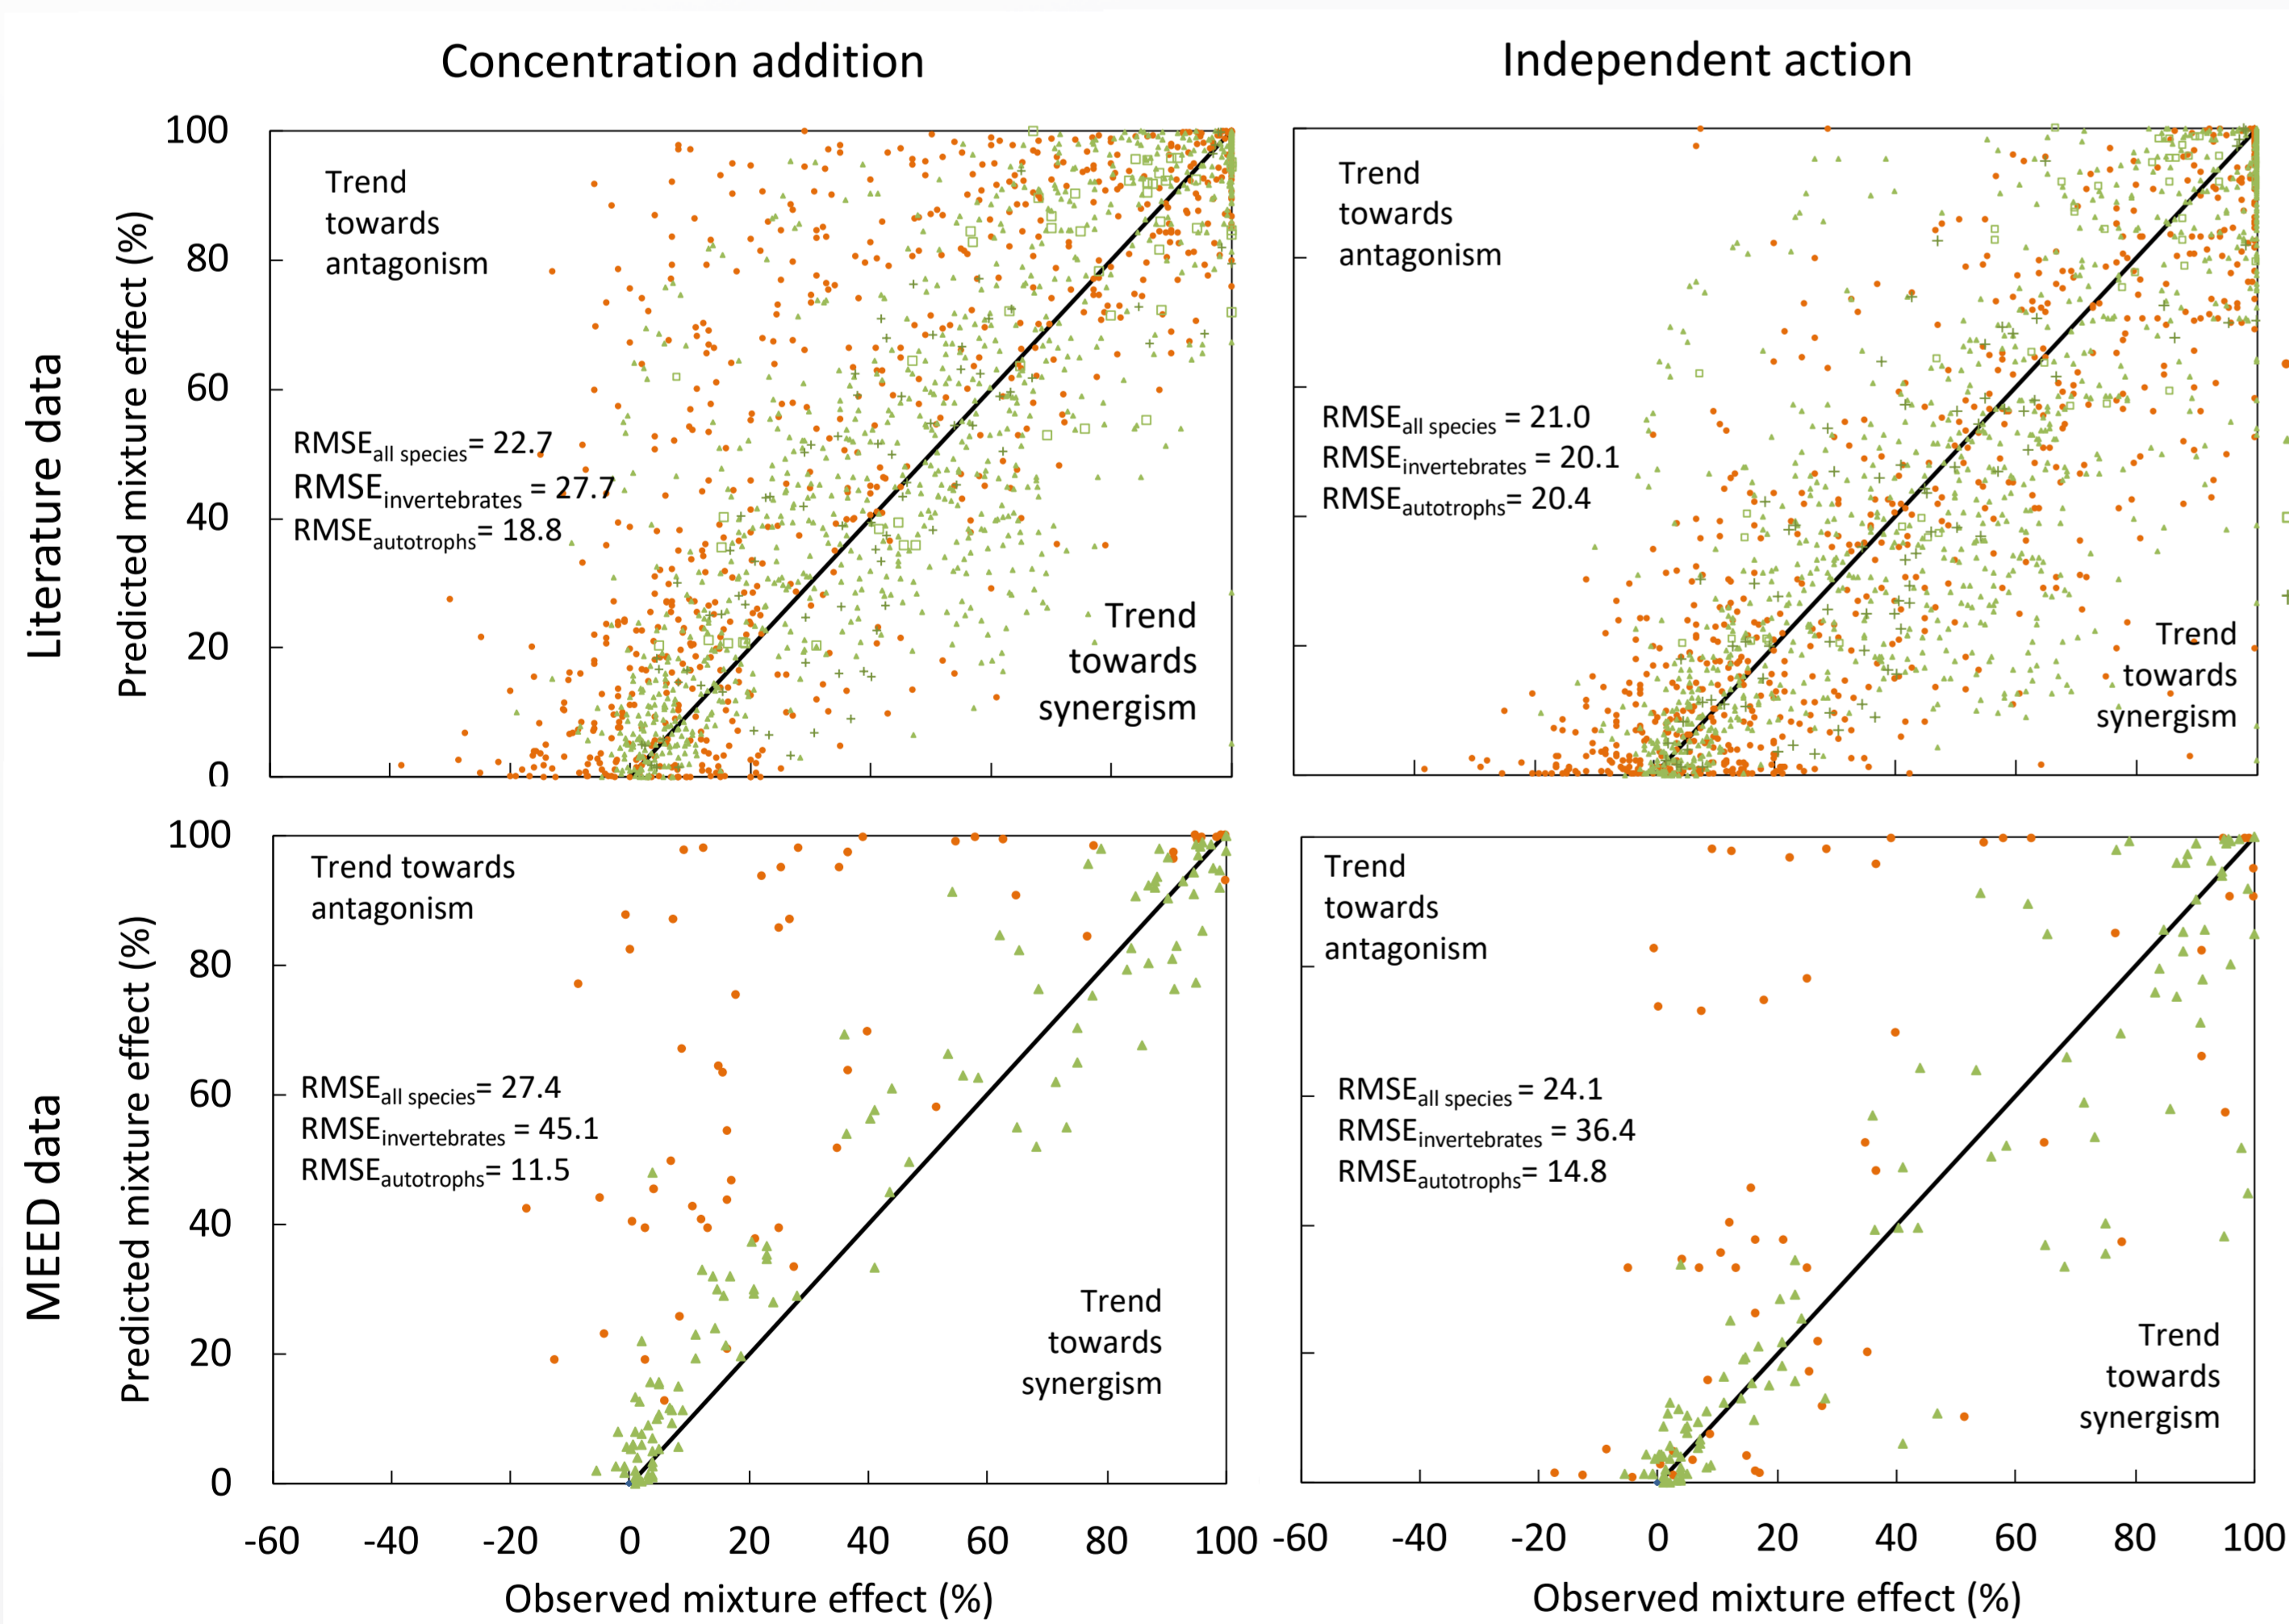 Concentration addition
Independent action
Literature data
Predicted mixture effect (%)
100
80
60
40
20
0
Trend
towards
antagonism
RMSEall species= 22.7
RMSEinvertebrates = 27.7
RMSEautotrophs= 18.8
Trend
towards
synergism
Trend
towards
antagonism
RMSEall species = 21.0
RMSEinvertebrates = 20.1
RMSEautotrophs= 20.4
Trend
towards
synergism
MEED data
Predicted mixture effect (%)
100
80
60
40
20
0
Trend towards
antagonism
RMSEall species= 27.4
RMSEinvertebrates = 45.1
RMSEautotrophs= 11.5
Trend
towards
synergism
-60 -40 -20 0 20 40 60 80 100
Observed mixture effect (%)
Trend
towards
antagonism
RMSEall species = 24.1
RMSEinvertebrates = 36.4
RMSEautotrophs= 14.8
Trend
towards
synergism
-60 -40 -20 0 20 40 60 80 100
Observed mixture effect (%)